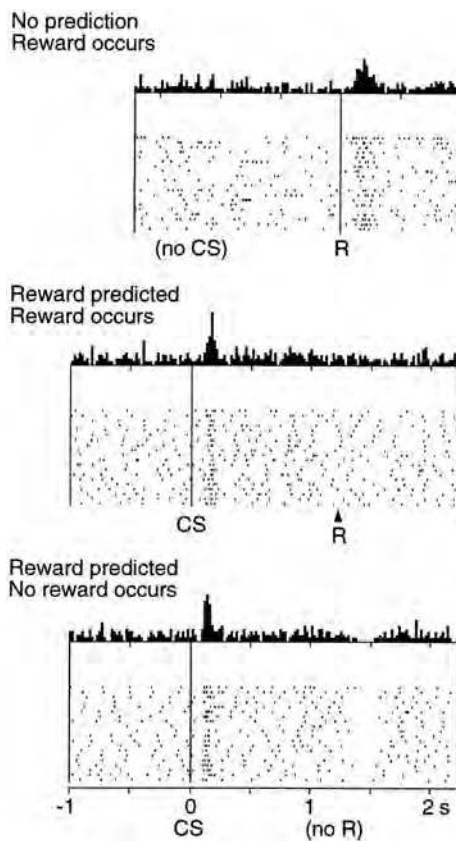 No prediction
Reward occurs
(no CS) R
Reward predicted
Reward occurs
CS R
Reward predicted
No reward occurs
-1 0 1 2 s
CS (no R)